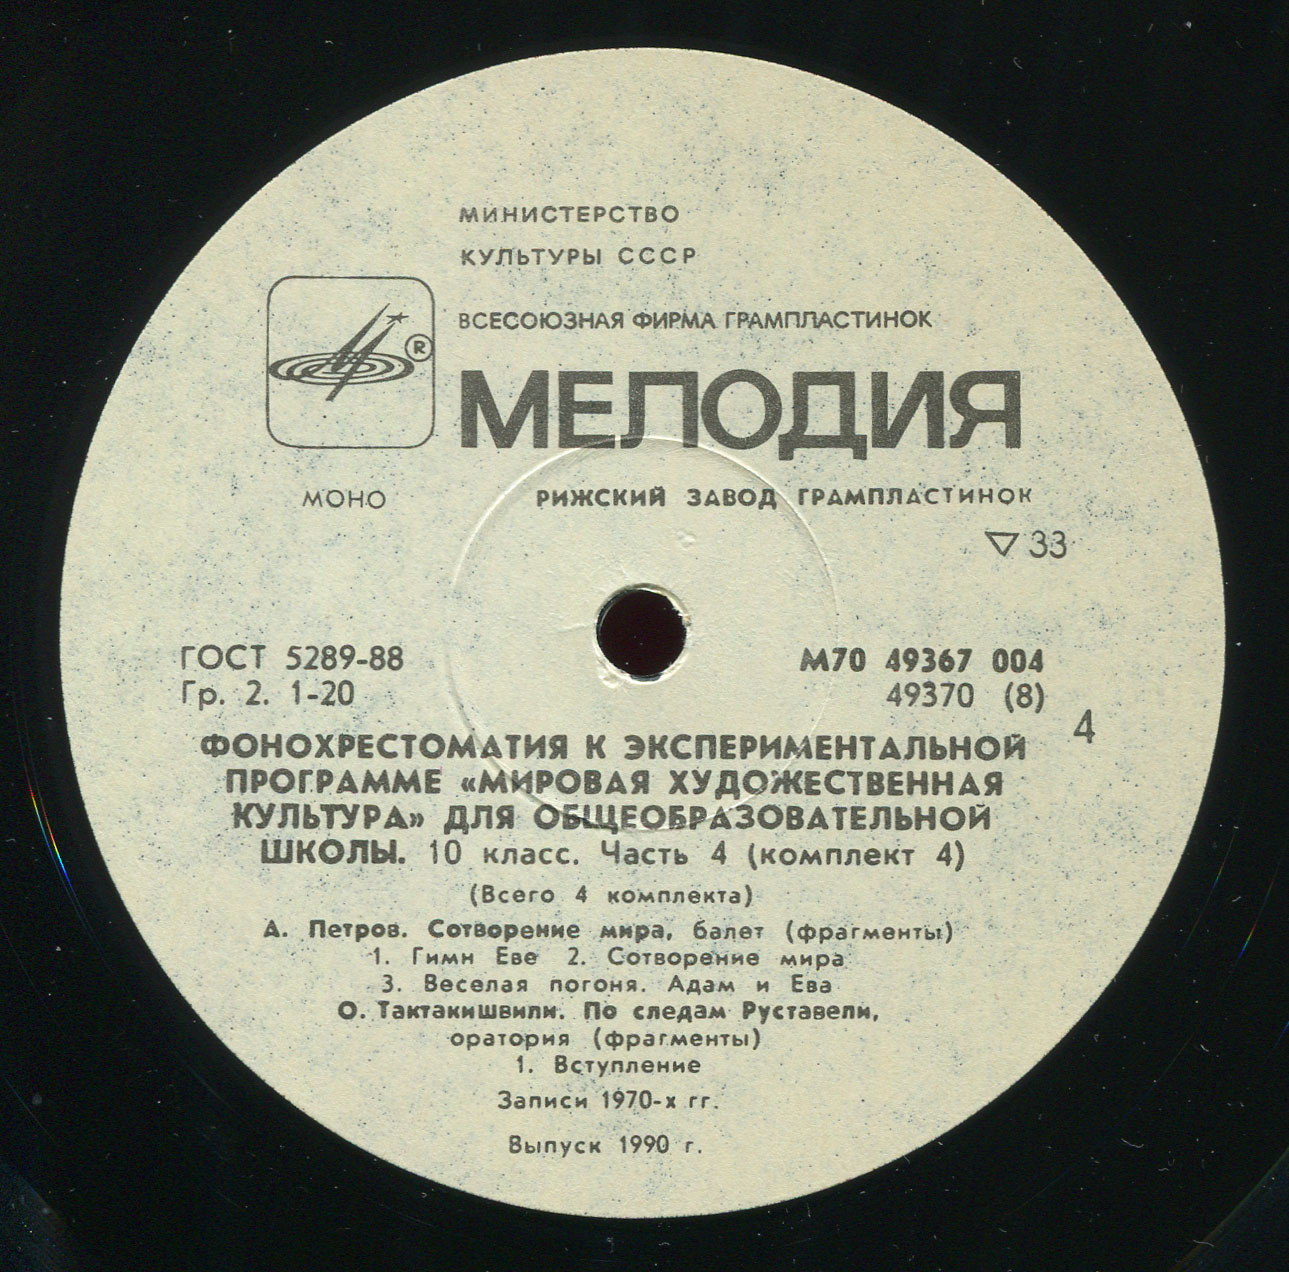 МИНИСТЕРСТВО
КУЛЬТУРЫ СССР
ВСЕСОЮЗНАЯ ФИРМА ГРАМПЛАСТИНОК
®
МЕЛОДИЯ
МОНО
РИЖСКИЙ ЗАВОД ГРАМПЛАСТИНОК
▽ 33
ГОСТ 5289-88
Гр. 2. 1-20
М70 49367 004
49370 (8)
4
ФОНОХРЕСТОМАТИЯ К ЭКСПЕРИМЕНТАЛЬНОЙ
ПРОГРАММЕ «МИРОВАЯ ХУДОЖЕСТВЕННАЯ
КУЛЬТУРА» ДЛЯ ОБЩЕОБРАЗОВАТЕЛЬНОЙ
ШКОЛЫ. 10 класс. Часть 4 (комплект 4)
(Всего 4 комплекта)
А. Петров. Сотворение мира, балет (фрагменты)
1. Гимн Еве 2. Сотворение мира
3. Веселая погоня. Адам и Ева
О. Тактакишвили. По следам Руставели,
оратория (фрагменты)
1. Вступление
Записи 1970-х гг.
Выпуск 1990 г.